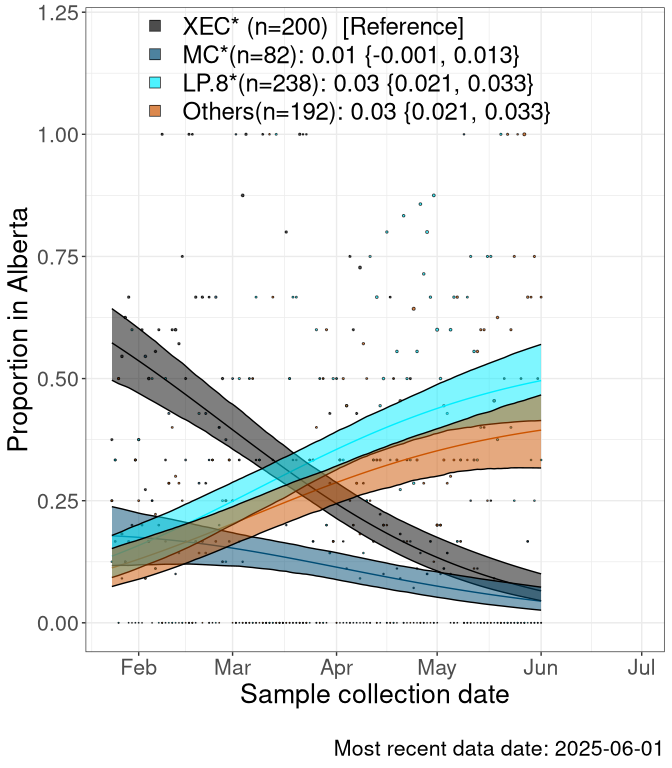 1.25
XEC* (n=200)  [Reference]
MC*(n=82): 0.01 {-0.001, 0.013}
LP.8*(n=238): 0.03 {0.021, 0.033}
Others(n=192): 0.03 {0.021, 0.033}
1.00
0.75
0.50
0.25
0.00
Proportion in Alberta
Feb Mar Apr May Jun Jul
Sample collection date
Most recent data date: 2025-06-01